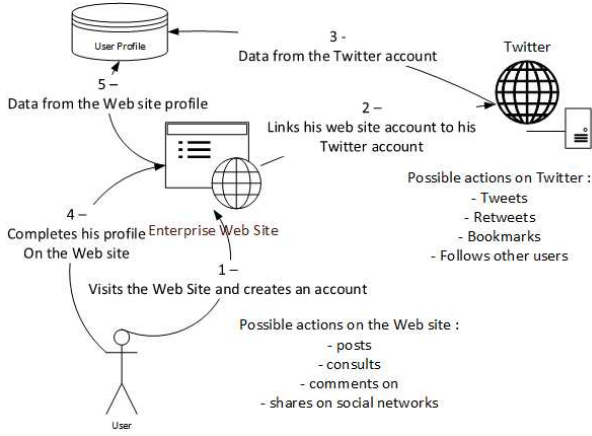 3 -
Data from the Twitter account
User Profile
Twitter
5 –
Data from the Web site profile
2 –
Links his web site account to his
Twitter account
Possible actions on Twitter :
- Tweets
- Retweets
- Bookmarks
- Follows other users
4 –
Completes his profile
On the Web site
Enterprise Web Site
1 –
Visits the Web Site and creates an account
Possible actions on the Web site :
- posts
- consults
- comments on
- shares on social networks
User